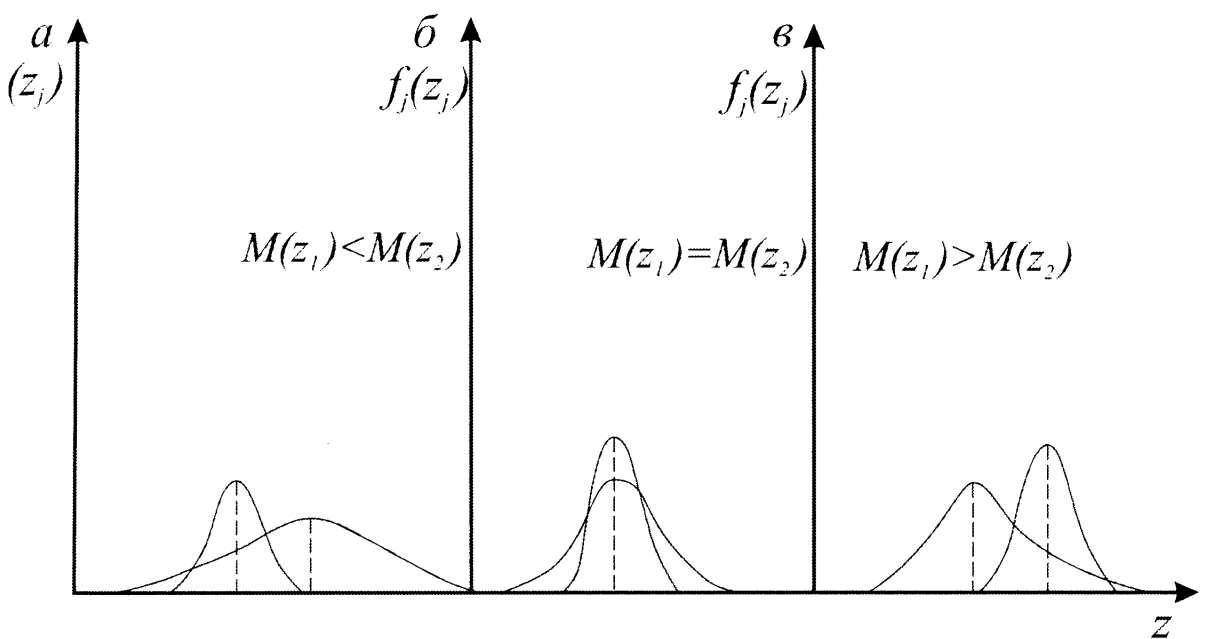 а б в
(z_j) f_j(z_j) f_j(z_j)
M(z_1)<M(z_2) M(z_1)=M(z_2) M(z_1)>M(z_2)
z